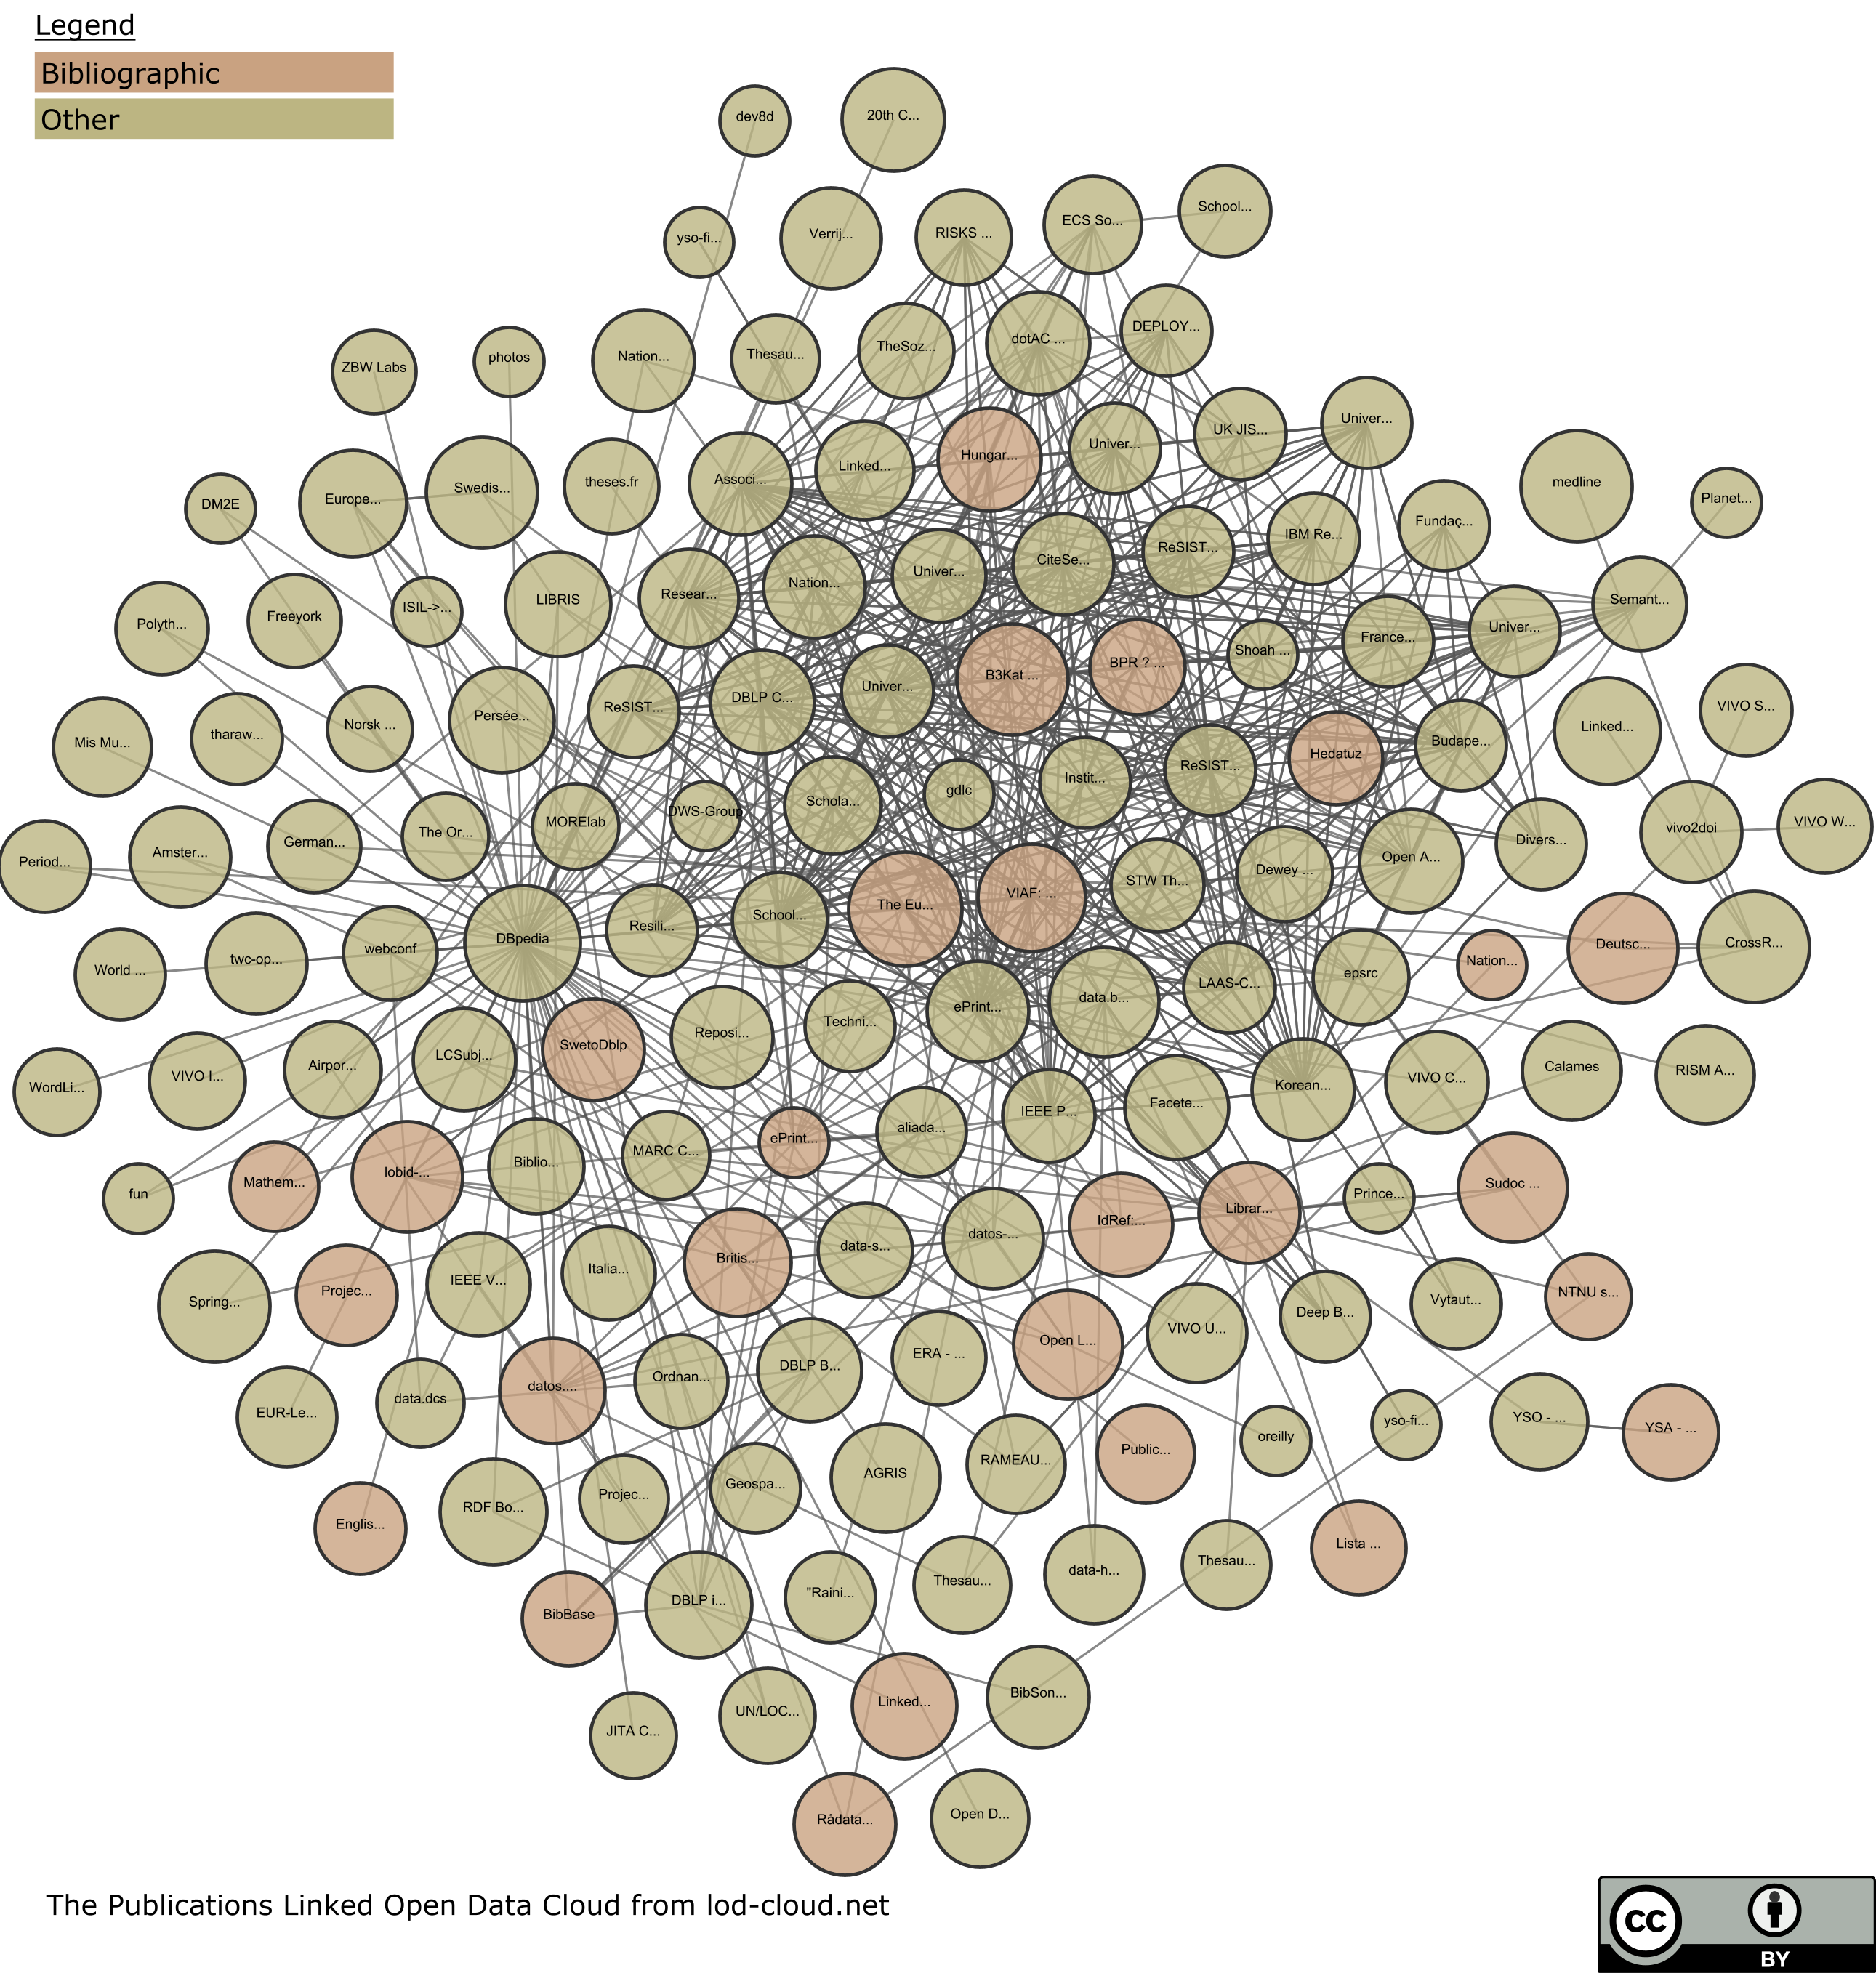 Legend
Bibliographic
Other
dev8d
20th C...
yso-fi...
Verrij...
RISKS ...
ECS So...
School...
ZBW Labs
photos
Nation...
Thesau...
TheSoz...
dotAC ...
DEPLOY...
DM2E
Europe...
Swedis...
theses.fr
Associ...
Linked...
Hungar...
Univer...
UK JIS...
Univer...
medline
Planet...
Polyth...
Freeyork
ISIL->...
LIBRIS
Resear...
Nation...
Univer...
CiteSe...
ReSIST...
IBM Re...
Fundaç...
Semant...
Mis Mu...
tharaw...
Norsk ...
Persée...
ReSIST...
DBLP C...
Univer...
B3Kat ...
BPR ? ...
Shoah ...
France...
Univer...
Linked...
VIVO S...
Period...
Amster...
German...
The Or...
MORElab
DWS-Group
Schola...
gdlc
Instit...
ReSIST...
Hedatuz
Budape...
Divers...
vivo2doi
VIVO W...
World ...
twc-op...
webconf
DBpedia
Resili...
School...
The Eu...
VIAF: ...
STW Th...
Dewey ...
Open A...
Nation...
Deutsc...
CrossR...
WordLi...
VIVO I...
Airpor...
LCSubj...
SwetoDblp
Reposi...
Techni...
ePrint...
data.b...
LAAS-C...
epsrc
VIVO C...
Calames
RISM A...
fun
Mathem...
lobid-...
Biblio...
MARC C...
ePrint...
aliada...
IEEE P...
Facete...
Korean...
Prince...
Sudoc ...
Spring...
Projec...
IEEE V...
Italia...
Britis...
data-s...
datos-...
IdRef:...
Librar...
Deep B...
Vytaut...
NTNU s...
EUR-Le...
data.dcs
datos....
Ordnan...
DBLP B...
ERA - ...
Open L...
VIVO U...
yso-fi...
YSO - ...
YSA - ...
Englis...
RDF Bo...
Projec...
Geospa...
AGRIS
RAMEAU...
Public...
oreilly
Lista ...
BibBase
DBLP i...
"Raini...
Thesau...
data-h...
Thesau...
JITA C...
UN/LOC...
Linked...
BibSon...
Rådata...
Open D...
The Publications Linked Open Data Cloud from lod-cloud.net
cc
BY